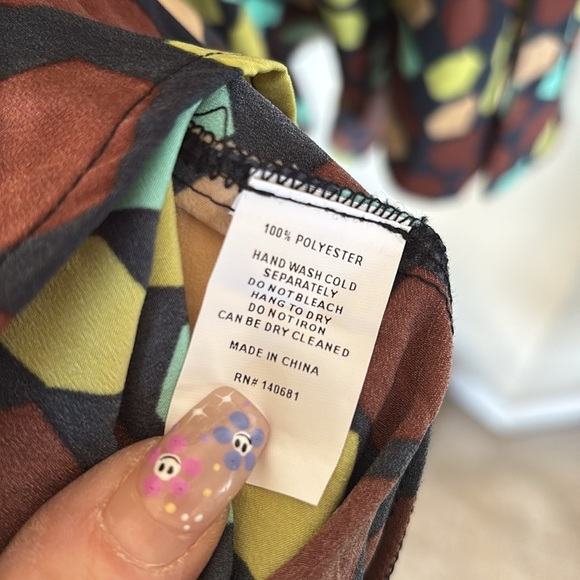 100% POLYESTER
HAND WASH COLD
SEPARATELY
DO NOT BLEACH
HANG TO DRY
DO NOT IRON
CAN BE DRY CLEANED
MADE IN CHINA
RN# 140681